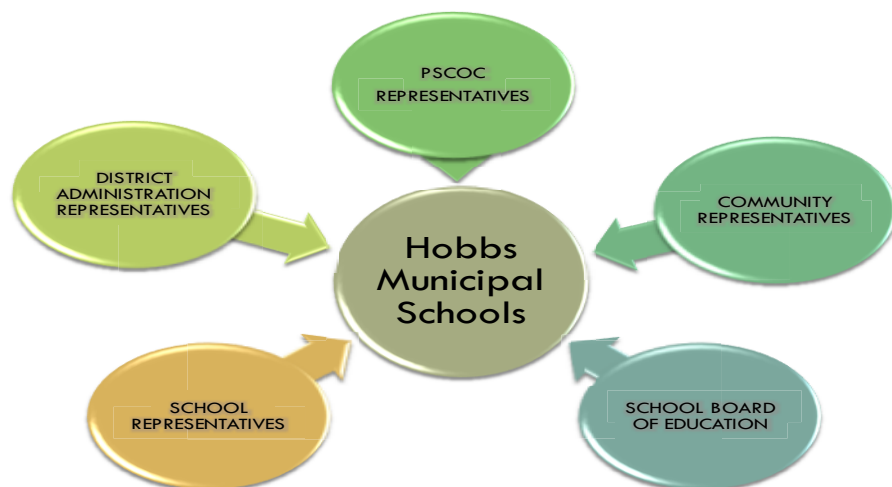 PSCOC
REPRESENTATIVES
DISTRICT
ADMINISTRATION
REPRESENTATIVES
COMMUNITY
REPRESENTATIVES
Hobbs
Municipal
Schools
SCHOOL
REPRESENTATIVES
SCHOOL BOARD
OF EDUCATION